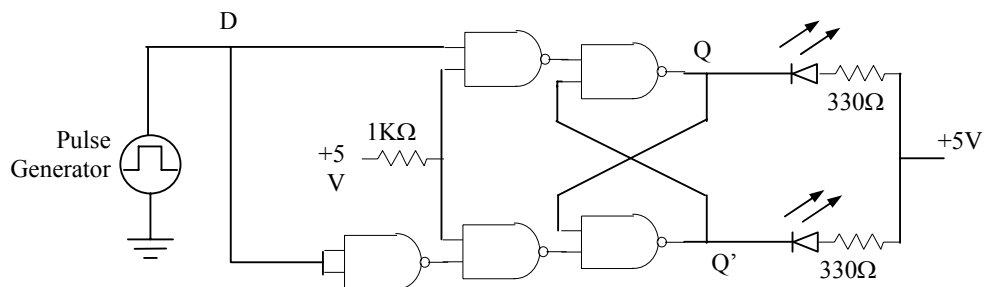 D
Q
330Ω
Pulse
Generator
1KΩ
+5
V
+5V
Q’
330Ω